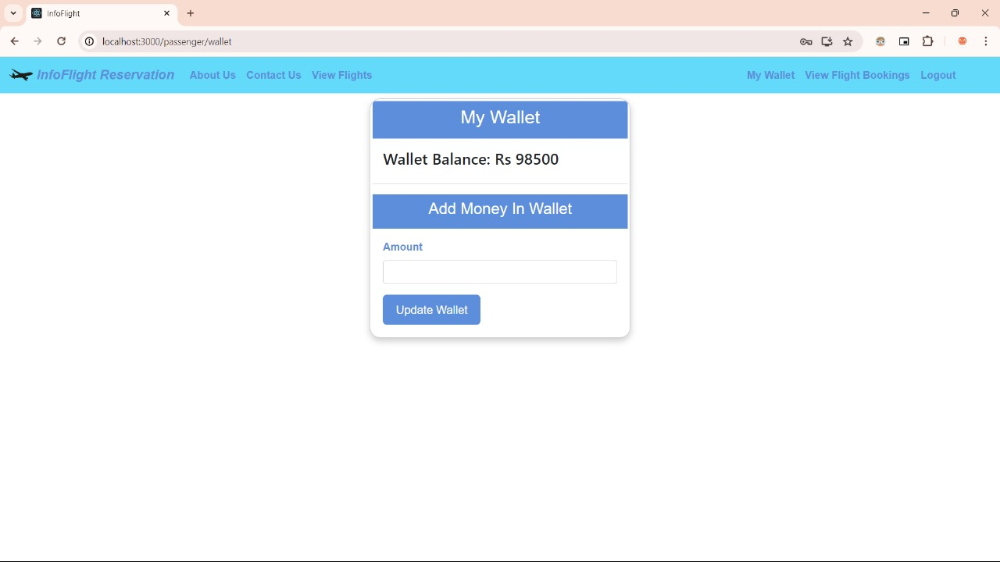 InfoFlight
localhost:3000/passenger/wallet
InfoFlight Reservation About Us Contact Us View Flights My Wallet View Flight Bookings Logout
My Wallet
Wallet Balance: Rs 98500
Add Money In Wallet
Amount
Update Wallet